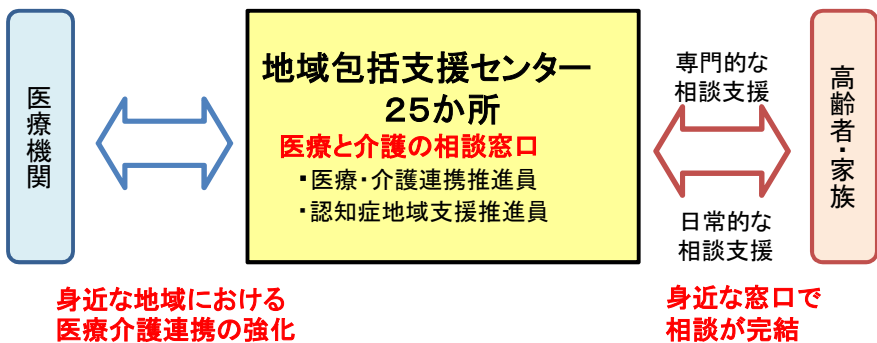 医療機関
地域包括支援センター
25か所
医療と介護の相談窓口
・医療・介護連携推進員
・認知症地域支援推進員
専門的な
相談支援
日常的な
相談支援
高齢者・家族
身近な地域における
医療介護連携の強化
身近な窓口で
相談が完結